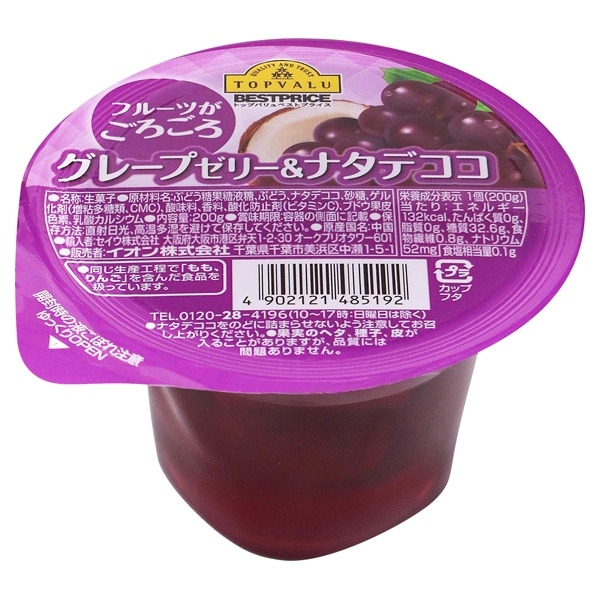 QUALITY AND TRUST
TOPVALU
BESTPRICE
トップバリュベストプライス
フルーツが
ごろごろ
グレープゼリー&ナタデココ
●名称:生菓子●原材料名:ぶどう糖果糖液糖、ぶどう、ナタデココ、砂糖、ゲル
化剤(増粘多糖類、CMC)、酸味料、香料、酸化防止剤(ビタミンC)、ブドウ果皮
色素、乳酸カルシウム●内容量:200g●賞味期限:容器の側面に記載●保
存方法:直射日光、高温多湿を避けて保存してください。●原産国名:中国
●輸入者:セイウ株式会社 大阪府大阪市港区弁天1-2-30 オークプリオタワー601
●販売者:イオン株式会社 千葉県千葉市美浜区中瀬1-5-1
栄養成分表示 1個(200g)
当たり:エネルギー
132kcal、たんぱく質0g、
脂質0g、糖質32.6g、食
物繊維0.8g、ナトリウム
52mg【食塩相当量0.1g】
●同じ生産工程で「もも、
りんご」を含んだ食品を
扱っています。
4 902121 485192
プラ
カップ
フタ
TEL.0120-28-4196(10〜17時:日曜日は除く)
●ナタデココをのどに詰まらせないよう注意してお召
し上がりください。●果実のヘタ、種子、皮が
入ることがありますが、品質には
問題ありません。
開封時の液こぼれ注意
ゆっくりOPEN